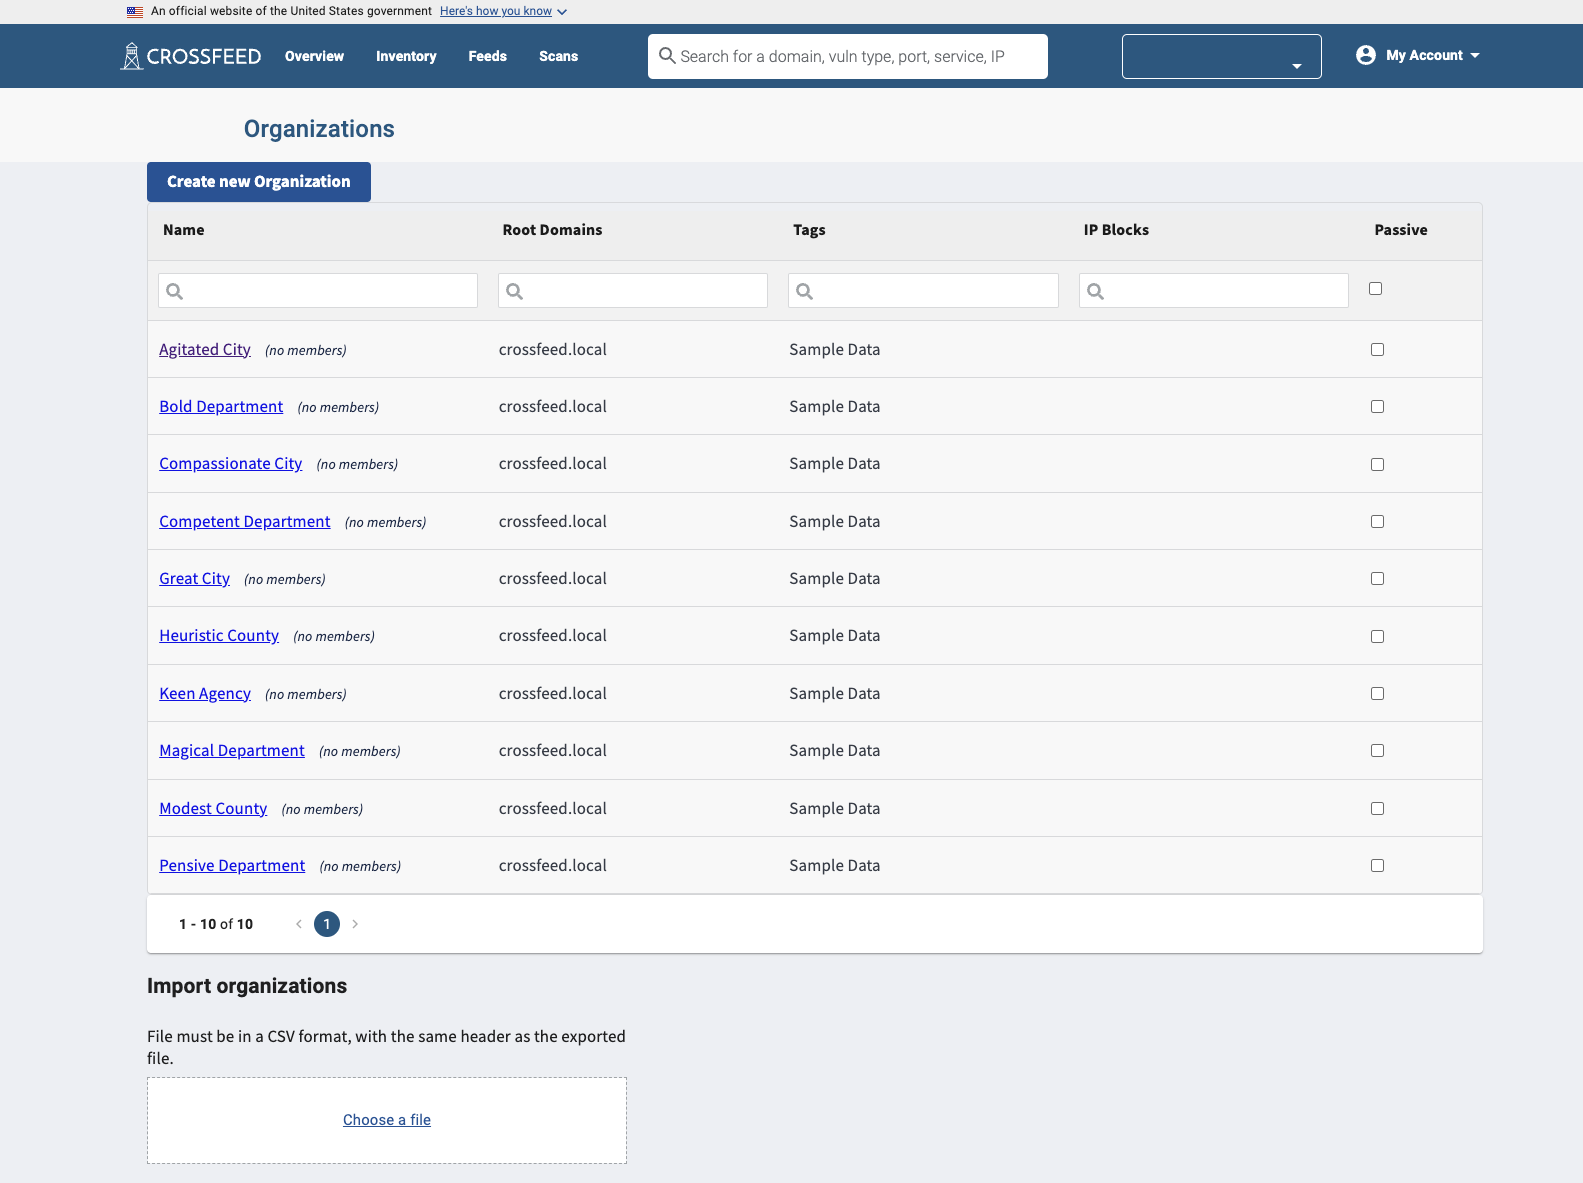 An official website of the United States government Here's how you know
CROSSFEED Overview Inventory Feeds Scans Search for a domain, vuln type, port, service, IP My Account
Organizations
Create new Organization
Name Root Domains Tags IP Blocks Passive
Agitated City (no members) crossfeed.local Sample Data
Bold Department (no members) crossfeed.local Sample Data
Compassionate City (no members) crossfeed.local Sample Data
Competent Department (no members) crossfeed.local Sample Data
Great City (no members) crossfeed.local Sample Data
Heuristic County (no members) crossfeed.local Sample Data
Keen Agency (no members) crossfeed.local Sample Data
Magical Department (no members) crossfeed.local Sample Data
Modest County (no members) crossfeed.local Sample Data
Pensive Department (no members) crossfeed.local Sample Data
1 - 10 of 10 < 1 >
Import organizations
File must be in a CSV format, with the same header as the exported
file.
Choose a file